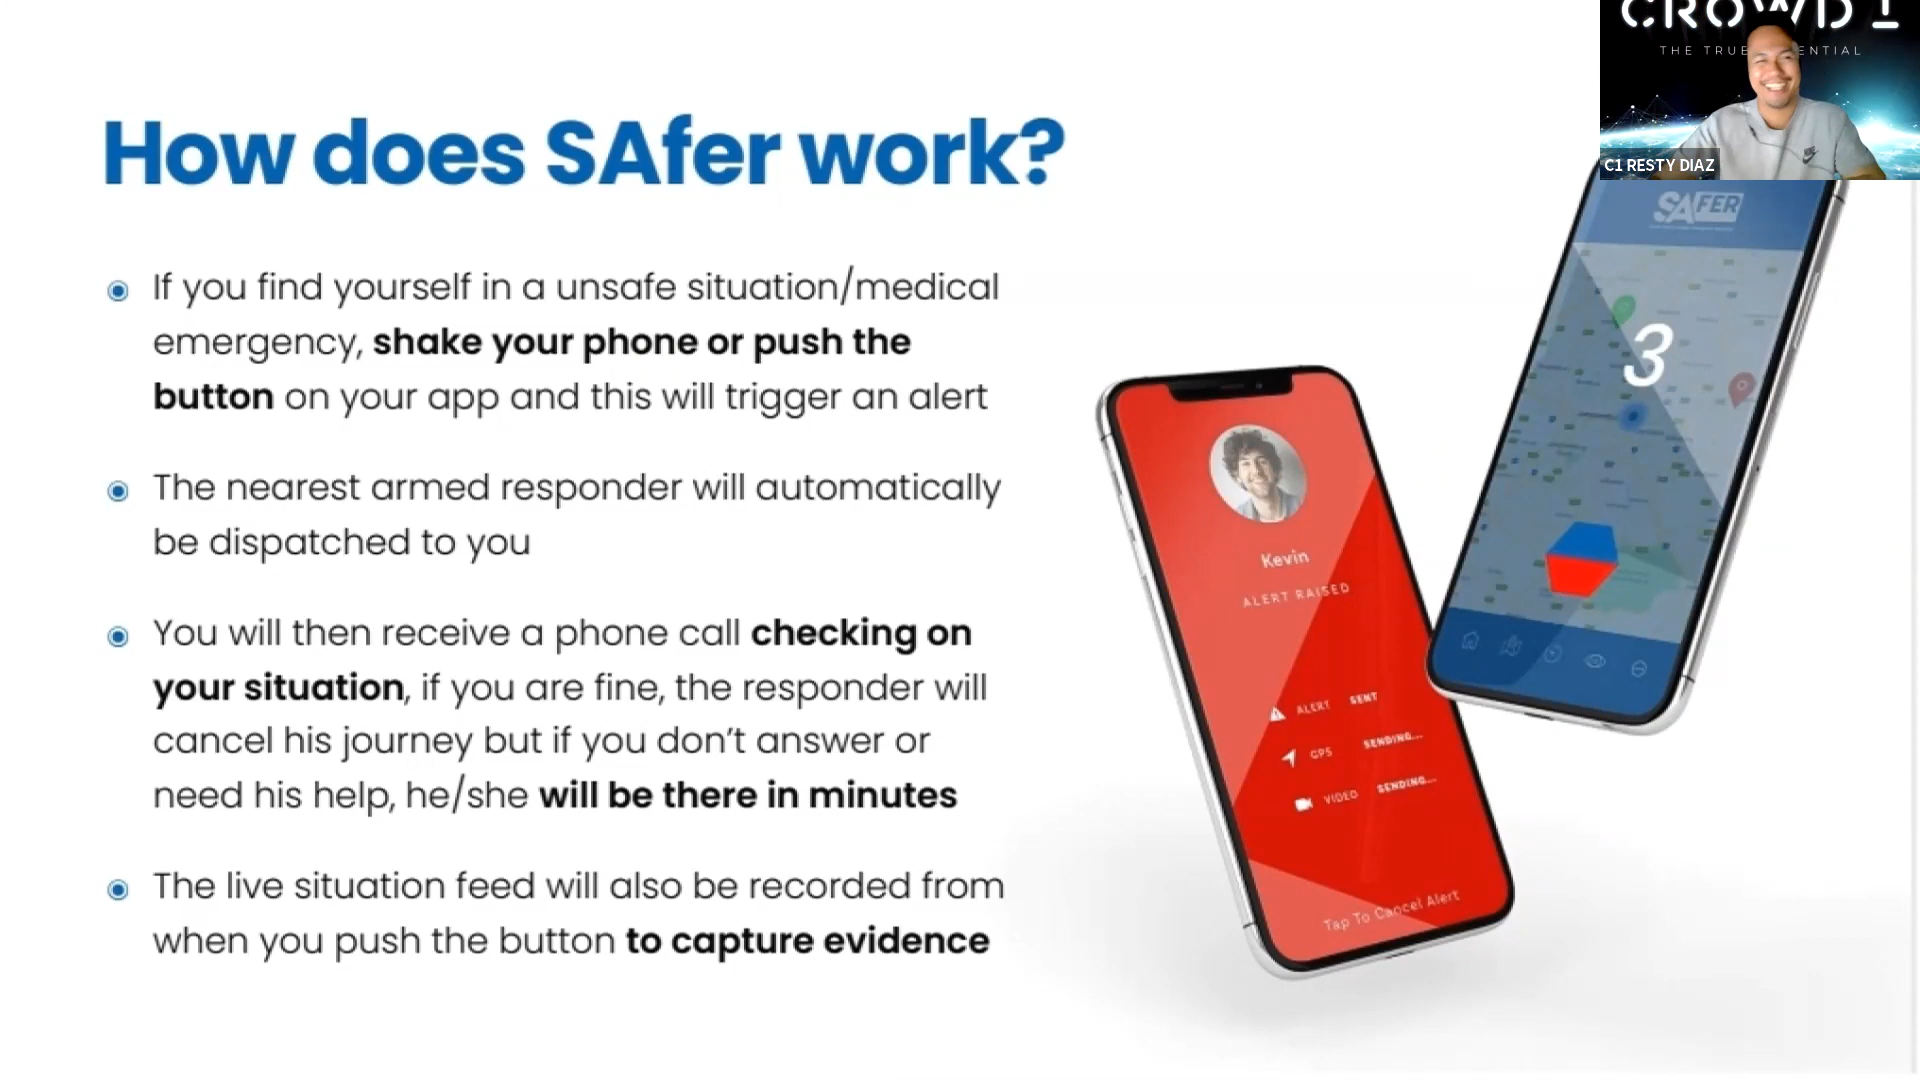 CROWD1
THE TRUE
ENTIAL
C1 RESTY DIAZ
How does SAfer work?
If you find yourself in a unsafe situation/medical
emergency, shake your phone or push the
button on your app and this will trigger an alert
The nearest armed responder will automatically
be dispatched to you
You will then receive a phone call checking on
your situation, if you are fine, the responder will
cancel his journey but if you don't answer or
need his help, he/she will be there in minutes
The live situation feed will also be recorded from
when you push the button to capture evidence
SAFER
3
Kevin
ALERT RAISED
ALERT SENT
GPS SENDING...
VIDEO SENDING...
Tap To Cancel Alert